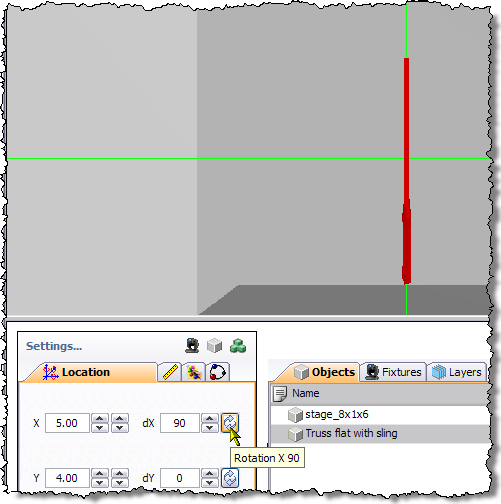 Settings...
Location
Objects
Fixtures
Layers
Name
X 5.00 dX 90
stage_8x1x6
Truss flat with sling
Rotation X 90
Y 4.00 dY 0